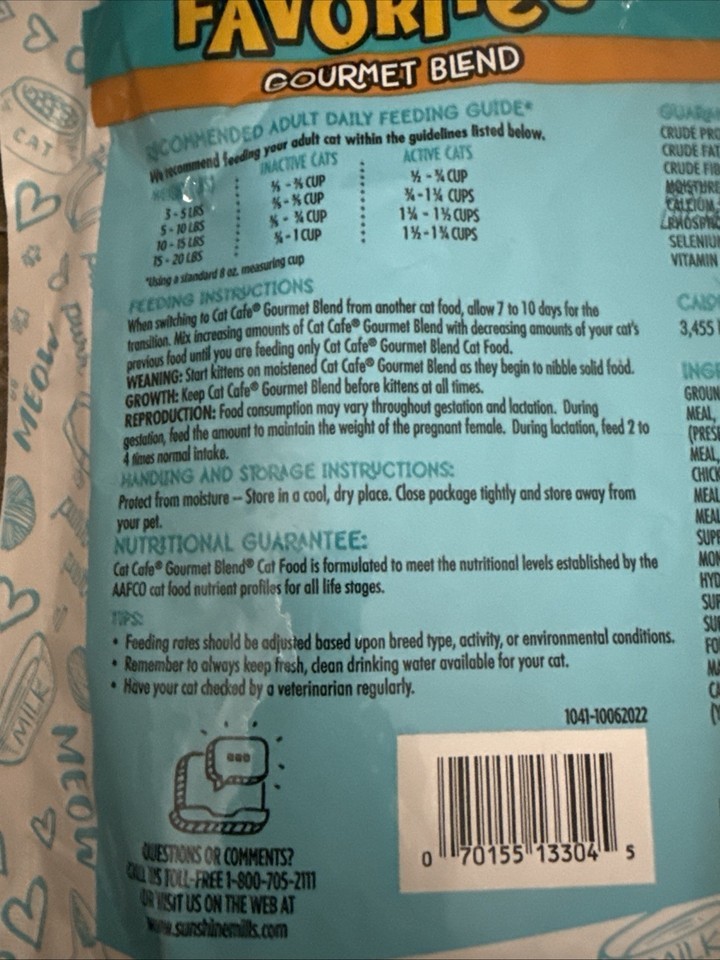 FAVORITES
GOURMET BLEND
RECOMMENDED ADULT DAILY FEEDING GUIDE*
We recommend feeding your adult cat within the guidelines listed below.
INACTIVE CATS ACTIVE CATS
3 - 5 LBS CUP CUP
5 - 10 LBS CUP CUPS
10 - 15 LBS CUP CUPS
15 - 20 LBS 1 CUP CUPS
*Using a standard 8 oz. measuring cup
FEEDING INSTRUCTIONS
When switching to Cat Cafe® Gourmet Blend from another cat food, allow 7 to 10 days for the
transition. Mix increasing amounts of Cat Cafe® Gourmet Blend with decreasing amounts of your cat's
previous food until you are feeding only Cat Cafe® Gourmet Blend Cat Food.
WEANING: Start kittens on moistened Cat Cafe® Gourmet Blend as they begin to nibble solid food.
GROWTH: Keep Cat Cafe® Gourmet Blend before kittens at all times.
REPRODUCTION: Food consumption may vary throughout gestation and lactation. During
gestation, feed the amount to maintain the weight of the pregnant female. During lactation, feed 2 to
4 times normal intake.
HANDLING AND STORAGE INSTRUCTIONS:
Protect from moisture – Store in a cool, dry place. Close package tightly and store away from
your pet.
NUTRITIONAL GUARANTEE:
Cat Cafe® Gourmet Blend® Cat Food is formulated to meet the nutritional levels established by the
AAFCO cat food nutrient profiles for all life stages.
TIPS:
• Feeding rates should be adjusted based upon breed type, activity, or environmental conditions.
• Remember to always keep fresh, clean drinking water available for your cat.
• Have your cat checked by a veterinarian regularly.
1041-10062022
QUESTIONS OR COMMENTS?
CALL US TOLL-FREE 1-800-705-2111
OR VISIT US ON THE WEB AT
www.sunshinemills.com
0 70155 13304 5
CRUDE
CRUDE FAT
CRUDE
MOISTURE
CALCIUM
SELENIUM
VITAMIN
3,455
MEAL,
MEAL,
MEAL
MEAL
CAT
MEOW
purr
MILK
MEOW
MILK